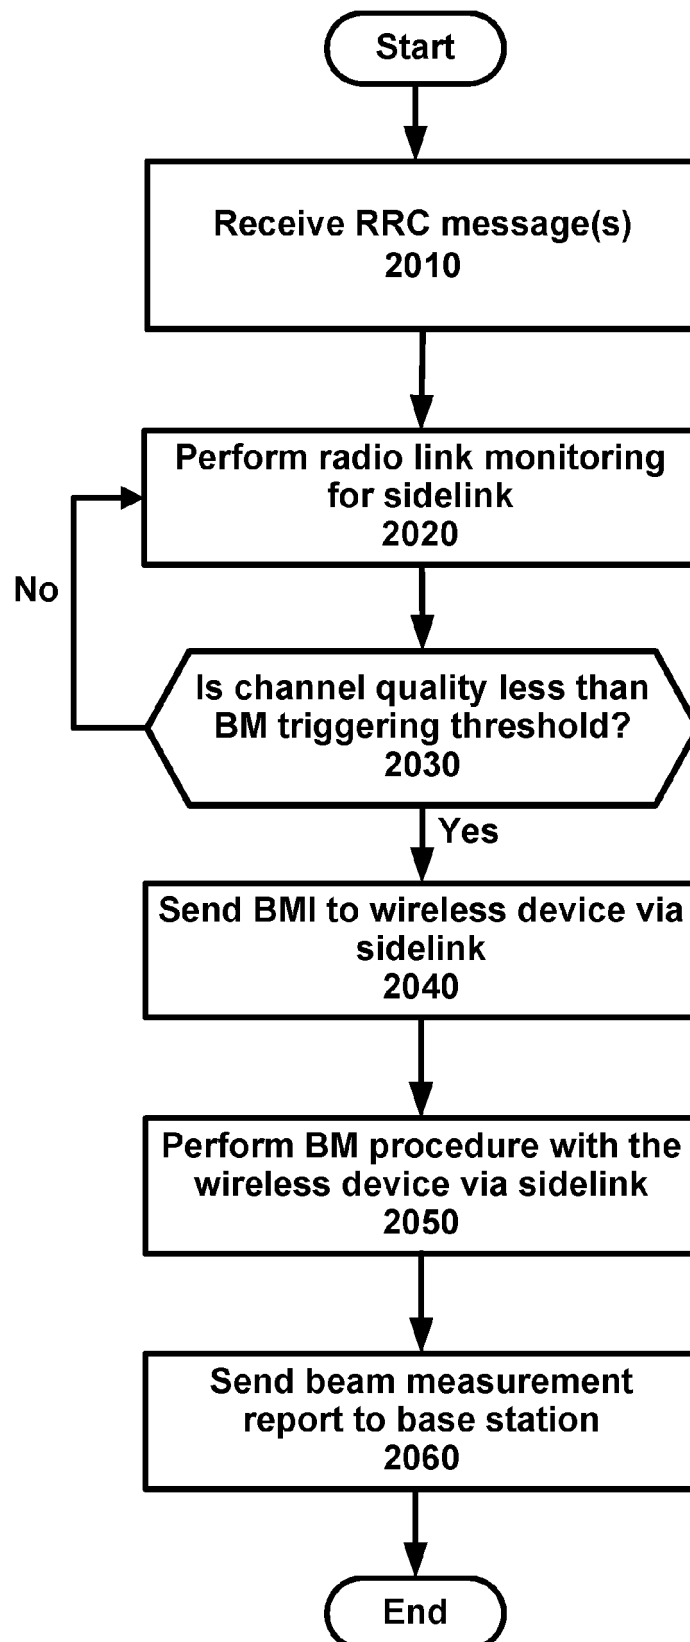 Start
Receive RRC message(s)
2010
Perform radio link monitoring
for sidelink
2020
No
Is channel quality less than
BM triggering threshold?
2030
Yes
Send BMI to wireless device via
sidelink
2040
Perform BM procedure with the
wireless device via sidelink
2050
Send beam measurement
report to base station
2060
End